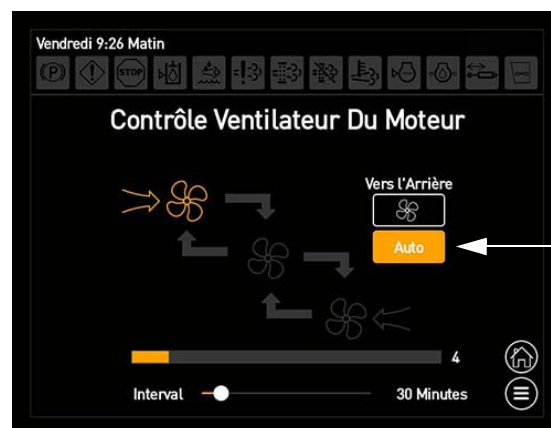 Vendredi 9:26 Matin
(P)
STOP
Contrôle Ventilateur Du Moteur
Vers l'Arrière
Auto
4
Interval
30 Minutes